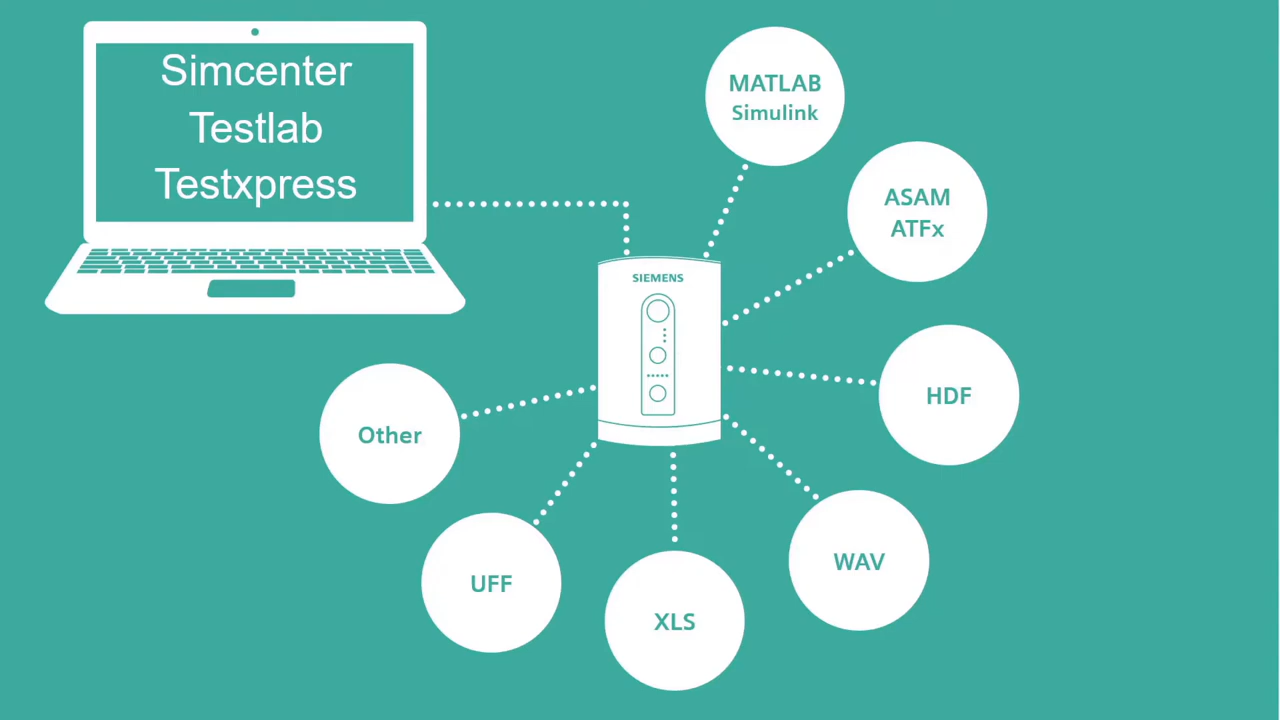 Simcenter
Testlab
Testxpress
MATLAB
Simulink
ASAM
ATFx
SIEMENS
HDF
Other
WAV
UFF
XLS